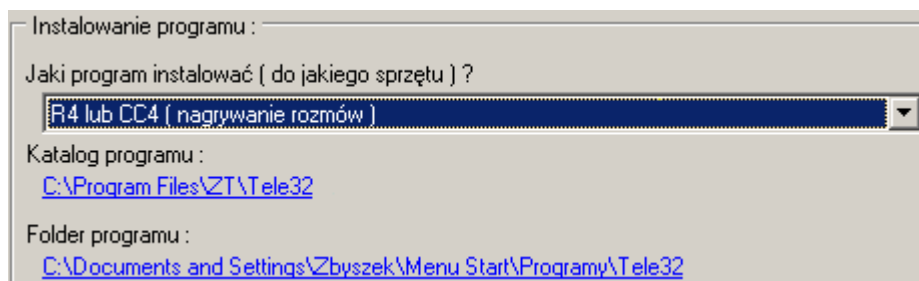 Instalowanie programu :
Jaki program instalować ( do jakiego sprzętu ) ?
R4 lub CC4 ( nagrywanie rozmów )
Katalog programu :
C:\Program Files\ZT\Tele32
Folder programu :
C:\Documents and Settings\Zbyszek\Menu Start\Programy\Tele32